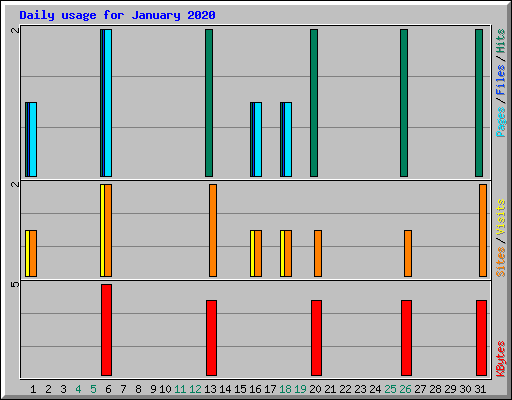 Daily usage for January 2020
2
Pages / Files / Hits
2
Sites / Visits
5
KBytes
1 2 3 4 5 6 7 8 9 10 11 12 13 14 15 16 17 18 19 20 21 22 23 24 25 26 27 28 29 30 31